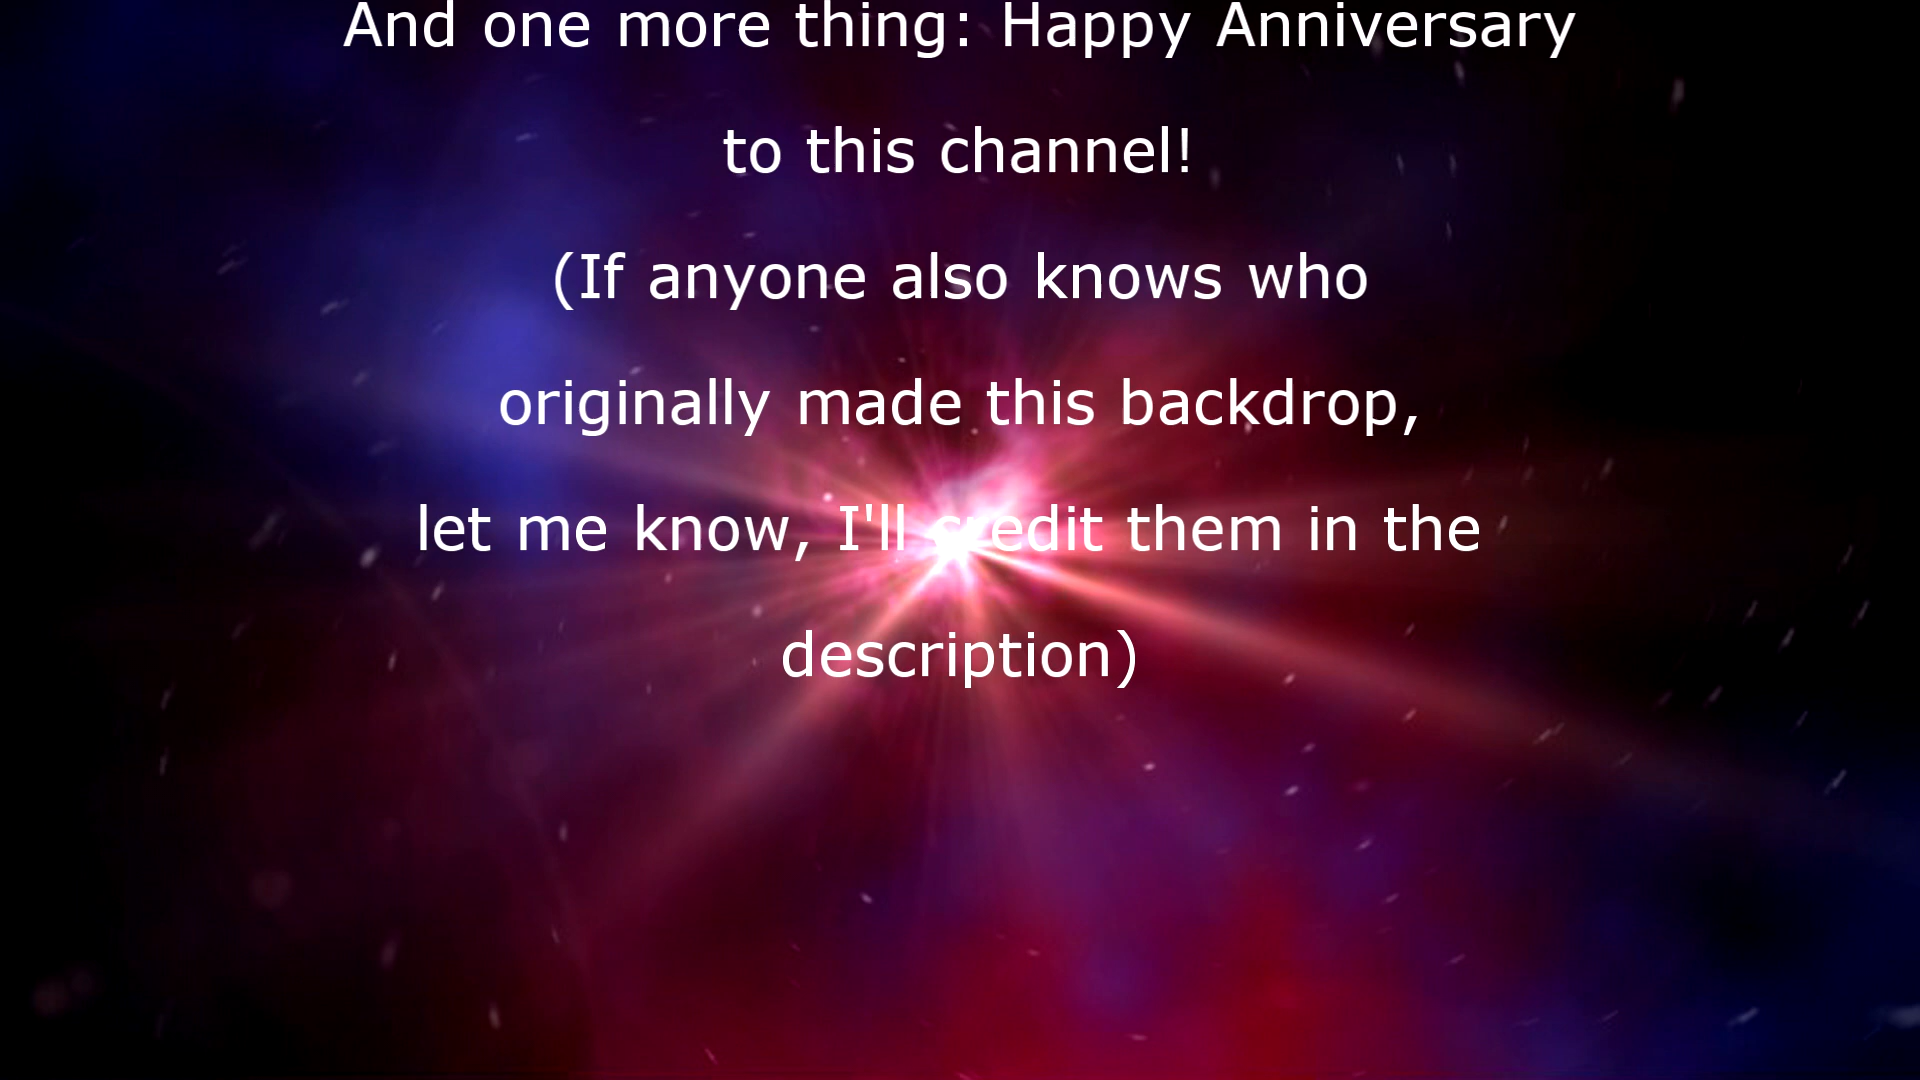 And one more thing: Happy Anniversary
to this channel!
(If anyone also knows who
originally made this backdrop,
let me know, I'll credit them in the
description)